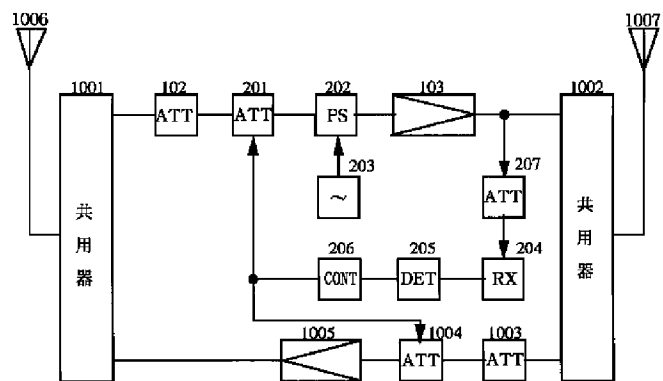 1006
1007
1001
102
201
202
103
1002
ATT
ATT
PS
207
203
ATT
~
共用器
共用器
206
205
204
CONT
DET
RX
1005
1004
1003
ATT
ATT